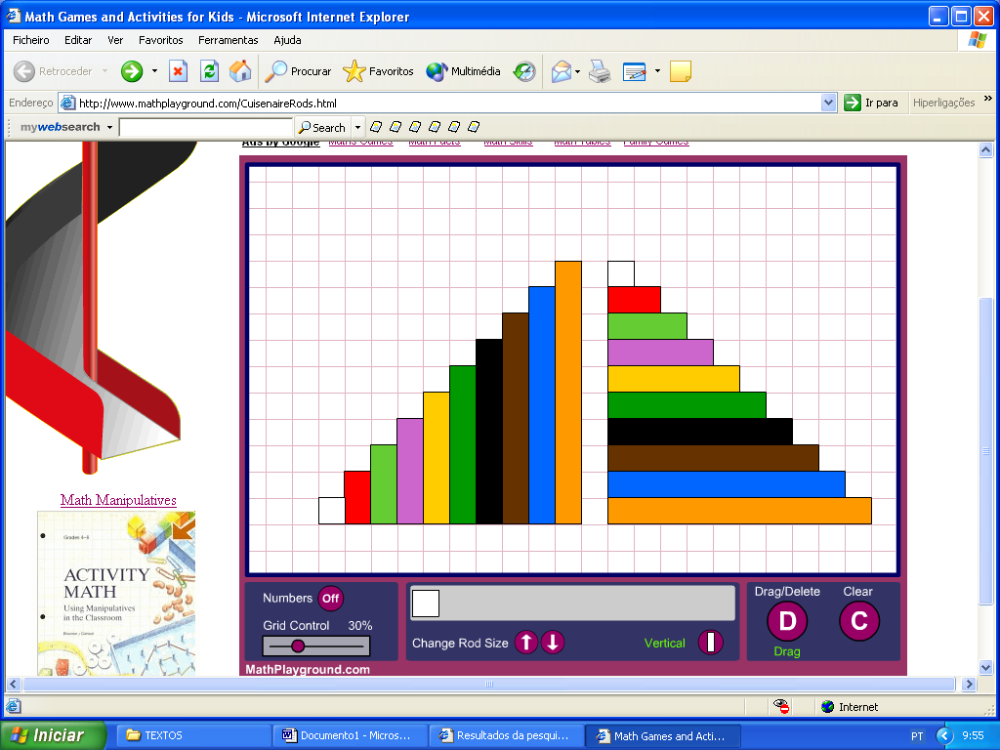 Math Games and Activities for Kids - Microsoft Internet Explorer
Ficheiro Editar Ver Favoritos Ferramentas Ajuda
Retroceder Procurar Favoritos Multimédia
Endereço http://www.mathplayground.com/CuisenaireRods.html Ir para Hiperligações »
mywebsearch Search
Ads by Google Maths Games Math Facts Math Skills Math Tables Family Games
Math Manipulatives
Grades 4-6
ACTIVITY
MATH
Using Manipulatives
in the Classroom
Numbers Off
Grid Control 30%
Change Rod Size
Vertical
Drag/Delete Clear
D C
Drag
MathPlayground.com
Internet
Iniciar TEXTOS Documento1 - Micros... Resultados da pesqui... Math Games and Acti... PT 9:55